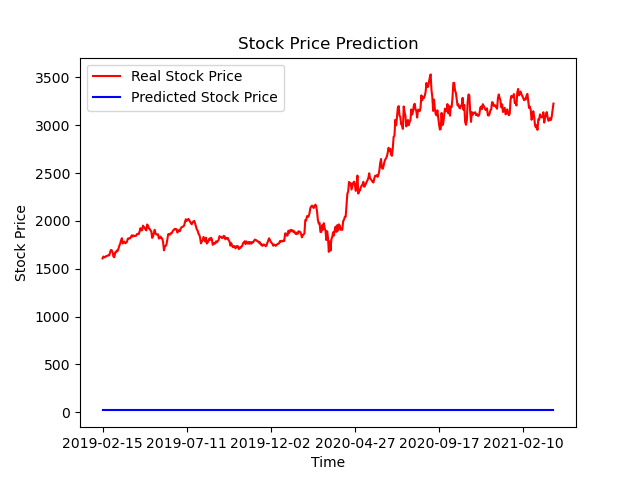 Stock Price Prediction
Real Stock Price
Predicted Stock Price
Stock Price
3500
3000
2500
2000
1500
1000
500
0
2019-02-15 2019-07-11 2019-12-02 2020-04-27 2020-09-17 2021-02-10
Time